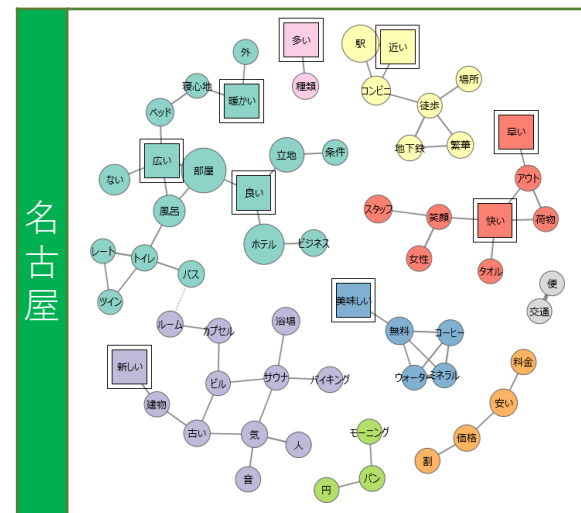 名古屋
外
多い
駅
近い
寝心地
暖かい
種類
コンビニ
場所
ベッド
徒歩
早い
広い
部屋
立地
条件
地下鉄
繁華
ない
良い
アウト
風呂
スタッフ
笑顔
快い
荷物
ホテル
ビジネス
レート
トイレ
女性
タオル
バス
便
ツイン
美味しい
交通
ルーム
カプセル
浴場
無料
コーヒー
新しい
料金
ビル
サウナ
バイキング
ウォーター
ミネラル
建物
安い
古い
気
人
モーニング
価格
割
音
円
パン